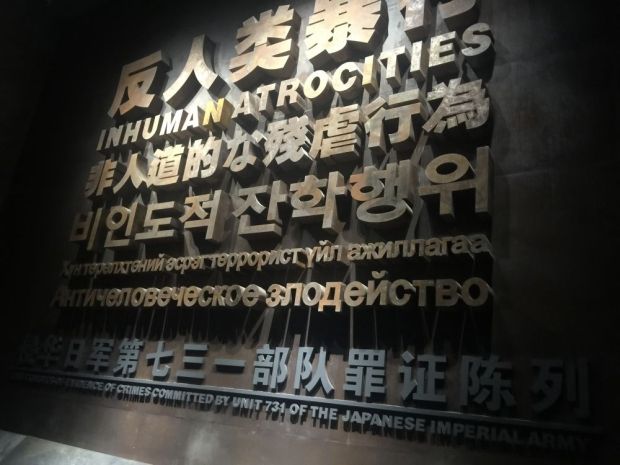 反人类暴行
INHUMAN ATROCITIES
非人道的な残虐行為
비인도적 잔학행위
Хүн төрөлхтөний эсрэг террорист үйл ажиллагаа
Античеловеческое злодейство
侵华日军第七三一部队罪证陈列
EVIDENCE OF CRIMES COMMITTED BY UNIT 731 OF THE JAPANESE IMPERIAL ARMY